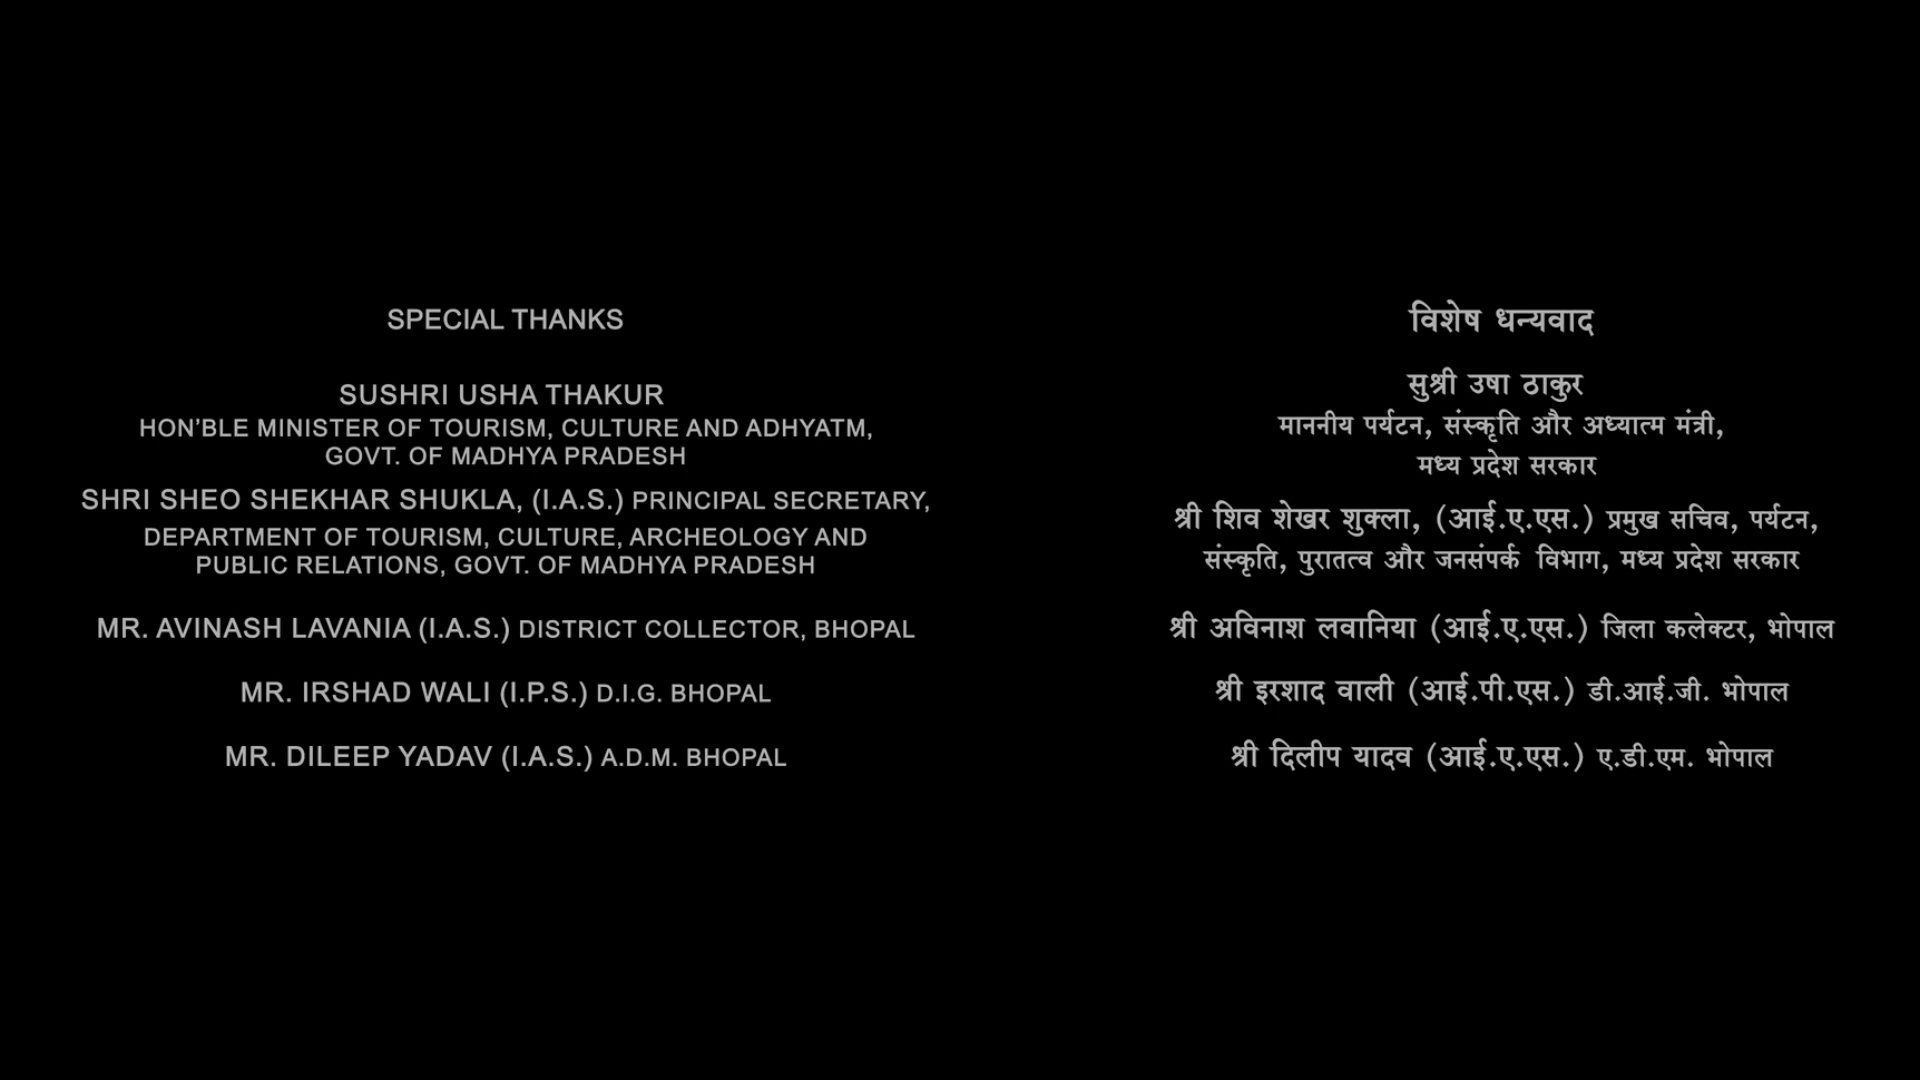 SPECIAL THANKS
SUSHRI USHA THAKUR
HON’BLE MINISTER OF TOURISM, CULTURE AND ADHYATM,
GOVT. OF MADHYA PRADESH
SHRI SHEO SHEKHAR SHUKLA, (I.A.S.) PRINCIPAL SECRETARY,
DEPARTMENT OF TOURISM, CULTURE, ARCHEOLOGY AND
PUBLIC RELATIONS, GOVT. OF MADHYA PRADESH
MR. AVINASH LAVANIA (I.A.S.) DISTRICT COLLECTOR, BHOPAL
MR. IRSHAD WALI (I.P.S.) D.I.G. BHOPAL
MR. DILEEP YADAV (I.A.S.) A.D.M. BHOPAL
विशेष धन्यवाद
सुश्री उषा ठाकुर
माननीय पर्यटन, संस्कृति और अध्यात्म मंत्री,
मध्य प्रदेश सरकार
श्री शिव शेखर शुक्ला, (आई.ए.एस.) प्रमुख सचिव, पर्यटन,
संस्कृति, पुरातत्व और जनसंपर्क विभाग, मध्य प्रदेश सरकार
श्री अविनाश लवानिया (आई.ए.एस.) जिला कलेक्टर, भोपाल
श्री इरशाद वाली (आई.पी.एस.) डी.आई.जी. भोपाल
श्री दिलीप यादव (आई.ए.एस.) ए.डी.एम. भोपाल